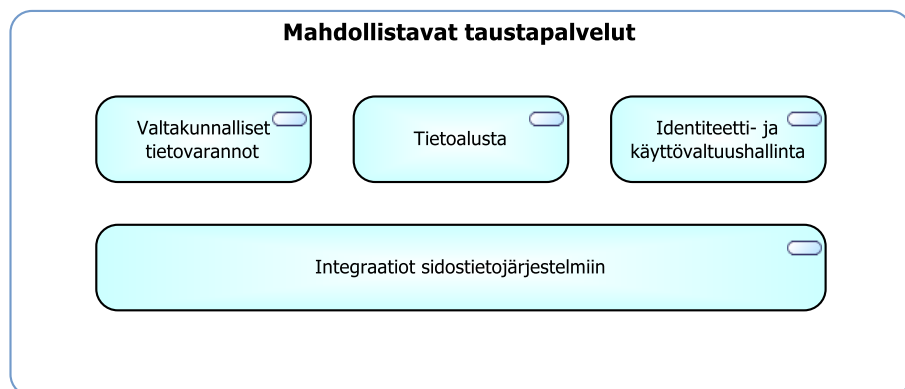 Mahdollistavat taustapalvelut
Valtakunnalliset
tietovarannot
Tietoalusta
Identiteetti- ja
käyttövaltuushallinta
Integraatiot sidostietojärjestelmiin